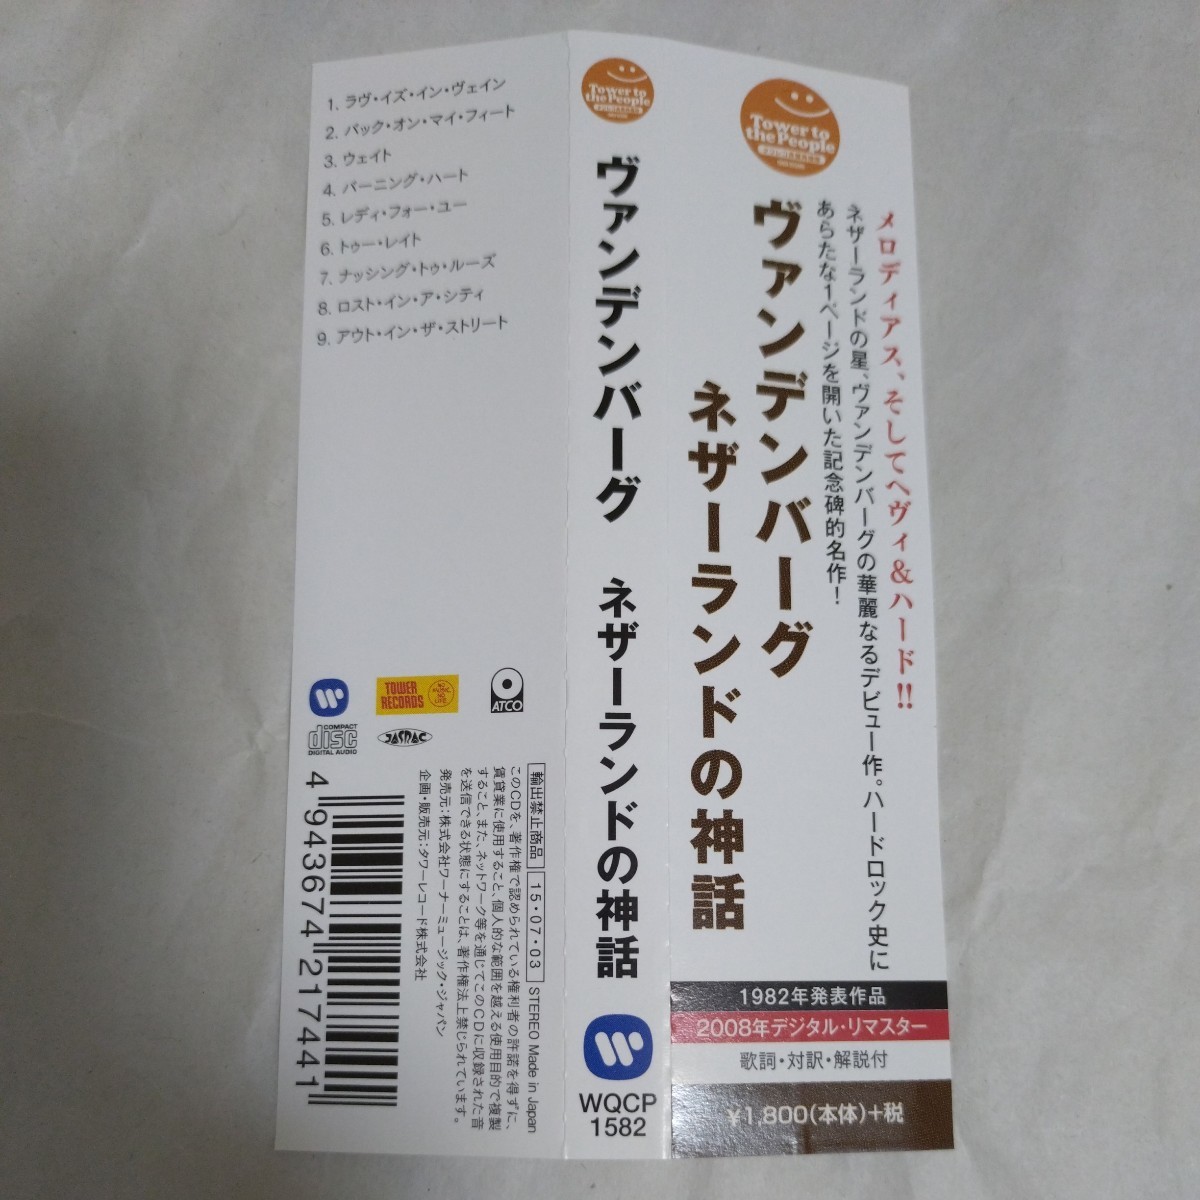 1. ラヴ・イズ・イン・ヴェイン
2. バック・オン・マイ・フィート
3. ウェイト
4. バーニング・ハート
5. レディ・フォー・ユー
6. トゥー・レイト
7. ナッシング・トゥ・ルーズ
8. ロスト・イン・ア・シティ
9. アウト・イン・ザ・ストリート
TOWER
RECORDS
NO
MUSIC,
NO
LIFE
ATCO
COMPACT
disc
DIGITAL AUDIO
JASRAC
4 943674 217441
輸出禁止商品 15・07・03 STEREO Made in Japan
このCDを、著作権で認められている権利者の許諾を得ずに、
賃貸業に使用すること、個人的な範囲を越える使用目的で複製
すること、また、ネットワーク等を通じてこのCDに収録された音
を送信できる状態にすることは、著作権法上禁じられています。
発売元：株式会社ワーナーミュージック・ジャパン
企画・販売元：タワーレコード株式会社
Tower to
the People
ヴァンデンバーグ ネザーランドの神話
WQCP
1582
Tower to
the People
メロディアス、そしてヘヴィ&ハード!!
ネザーランドの星、ヴァンデンバーグの華麗なるデビュー作。ハードロック史に
あらたな1ページを開いた記念碑的名作！
ヴァンデンバーグ
ネザーランドの神話
1982年発表作品
2008年デジタル・リマスター
歌詞・対訳・解説付
¥1,800(本体)+税